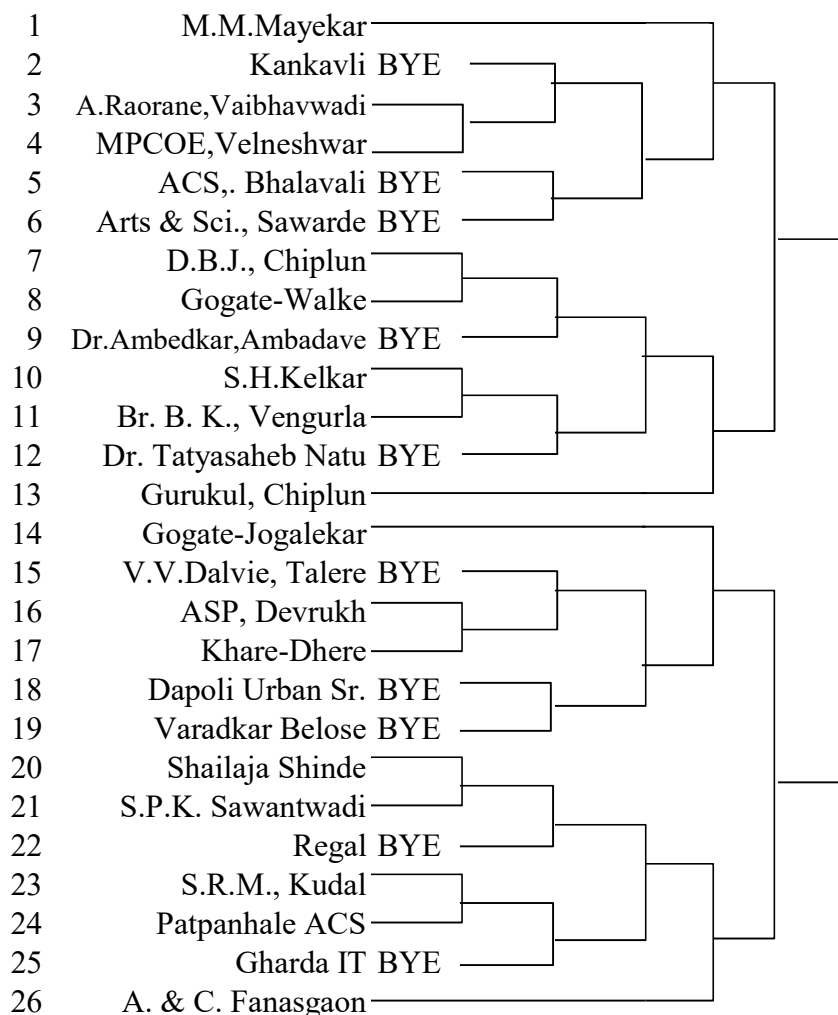 1 M.M.Mayekar
2 Kankavli BYE
3 A.Raorane,Vaibhavwadi
4 MPCOE,Velneshwar
5 ACS,. Bhalavali BYE
6 Arts & Sci., Sawarde BYE
7 D.B.J., Chiplun
8 Gogate-Walke
9 Dr.Ambedkar,Ambadave BYE
10 S.H.Kelkar
11 Br. B. K., Vengurla
12 Dr. Tatyasaheb Natu BYE
13 Gurukul, Chiplun
14 Gogate-Jogalekar
15 V.V.Dalvie, Talere BYE
16 ASP, Devrukh
17 Khare-Dhere
18 Dapoli Urban Sr. BYE
19 Varadkar Belose BYE
20 Shailaja Shinde
21 S.P.K. Sawantwadi
22 Regal BYE
23 S.R.M., Kudal
24 Patpanhale ACS
25 Gharda IT BYE
26 A. & C. Fanasgaon